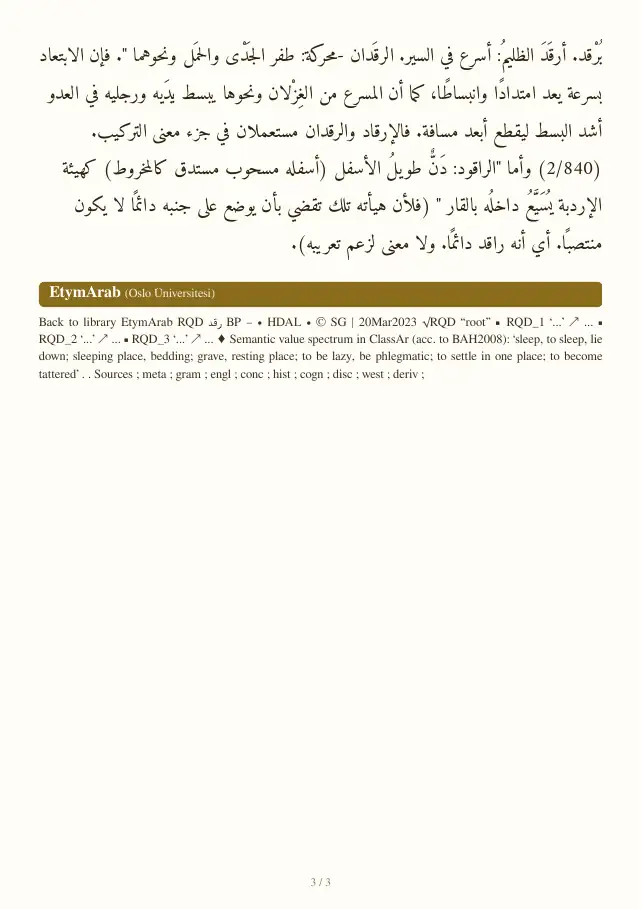 يُرْقد. أرقَدَ الظليمُ: أسرع في السير. الرقَدان -محركة: طفر الجَدْى والحمَل ونحوهما ". فإن الابتعاد
بسرعة يعد امتدادًا وانبساطًا، كما أن المسرع من الغِزْلان ونحوها يبسط يدَيه ورجليه في العدو
أشد البسط ليقطع أبعد مسافة. فالإرقاد والرقدان مستعملان في جزء معنى التركيب.
(2/840) وأما "الراقود: دَنٌّ طويلُ الأسفل (أسفله مسحوب مستدق كالمخروط) كهيئة
الإردبة يُسَيَّعُ داخلُه بالقار " (فلأن هيأته تلك تقضي بأن يوضع على جنبه دائمًا لا يكون
منتصبًا. أي أنه راقد دائمًا. ولا معنى لزعم تعريبه).
EtymArab (Oslo Üniversitesi)
Back to library EtymArab RQD رقد BP – • HDAL • © SG | 20Mar2023 √RQD “root” ▪ RQD_1 ‘...’ ↗ ... ▪
RQD_2 ‘...’ ↗ ... ▪ RQD_3 ‘...’ ↗ ... ♦ Semantic value spectrum in ClassAr (acc. to BAH2008): ‘sleep, to sleep, lie
down; sleeping place, bedding; grave, resting place; to be lazy, be phlegmatic; to settle in one place; to become
tattered’ . . Sources ; meta ; gram ; engl ; conc ; hist ; cogn ; disc ; west ; deriv ;
3 / 3